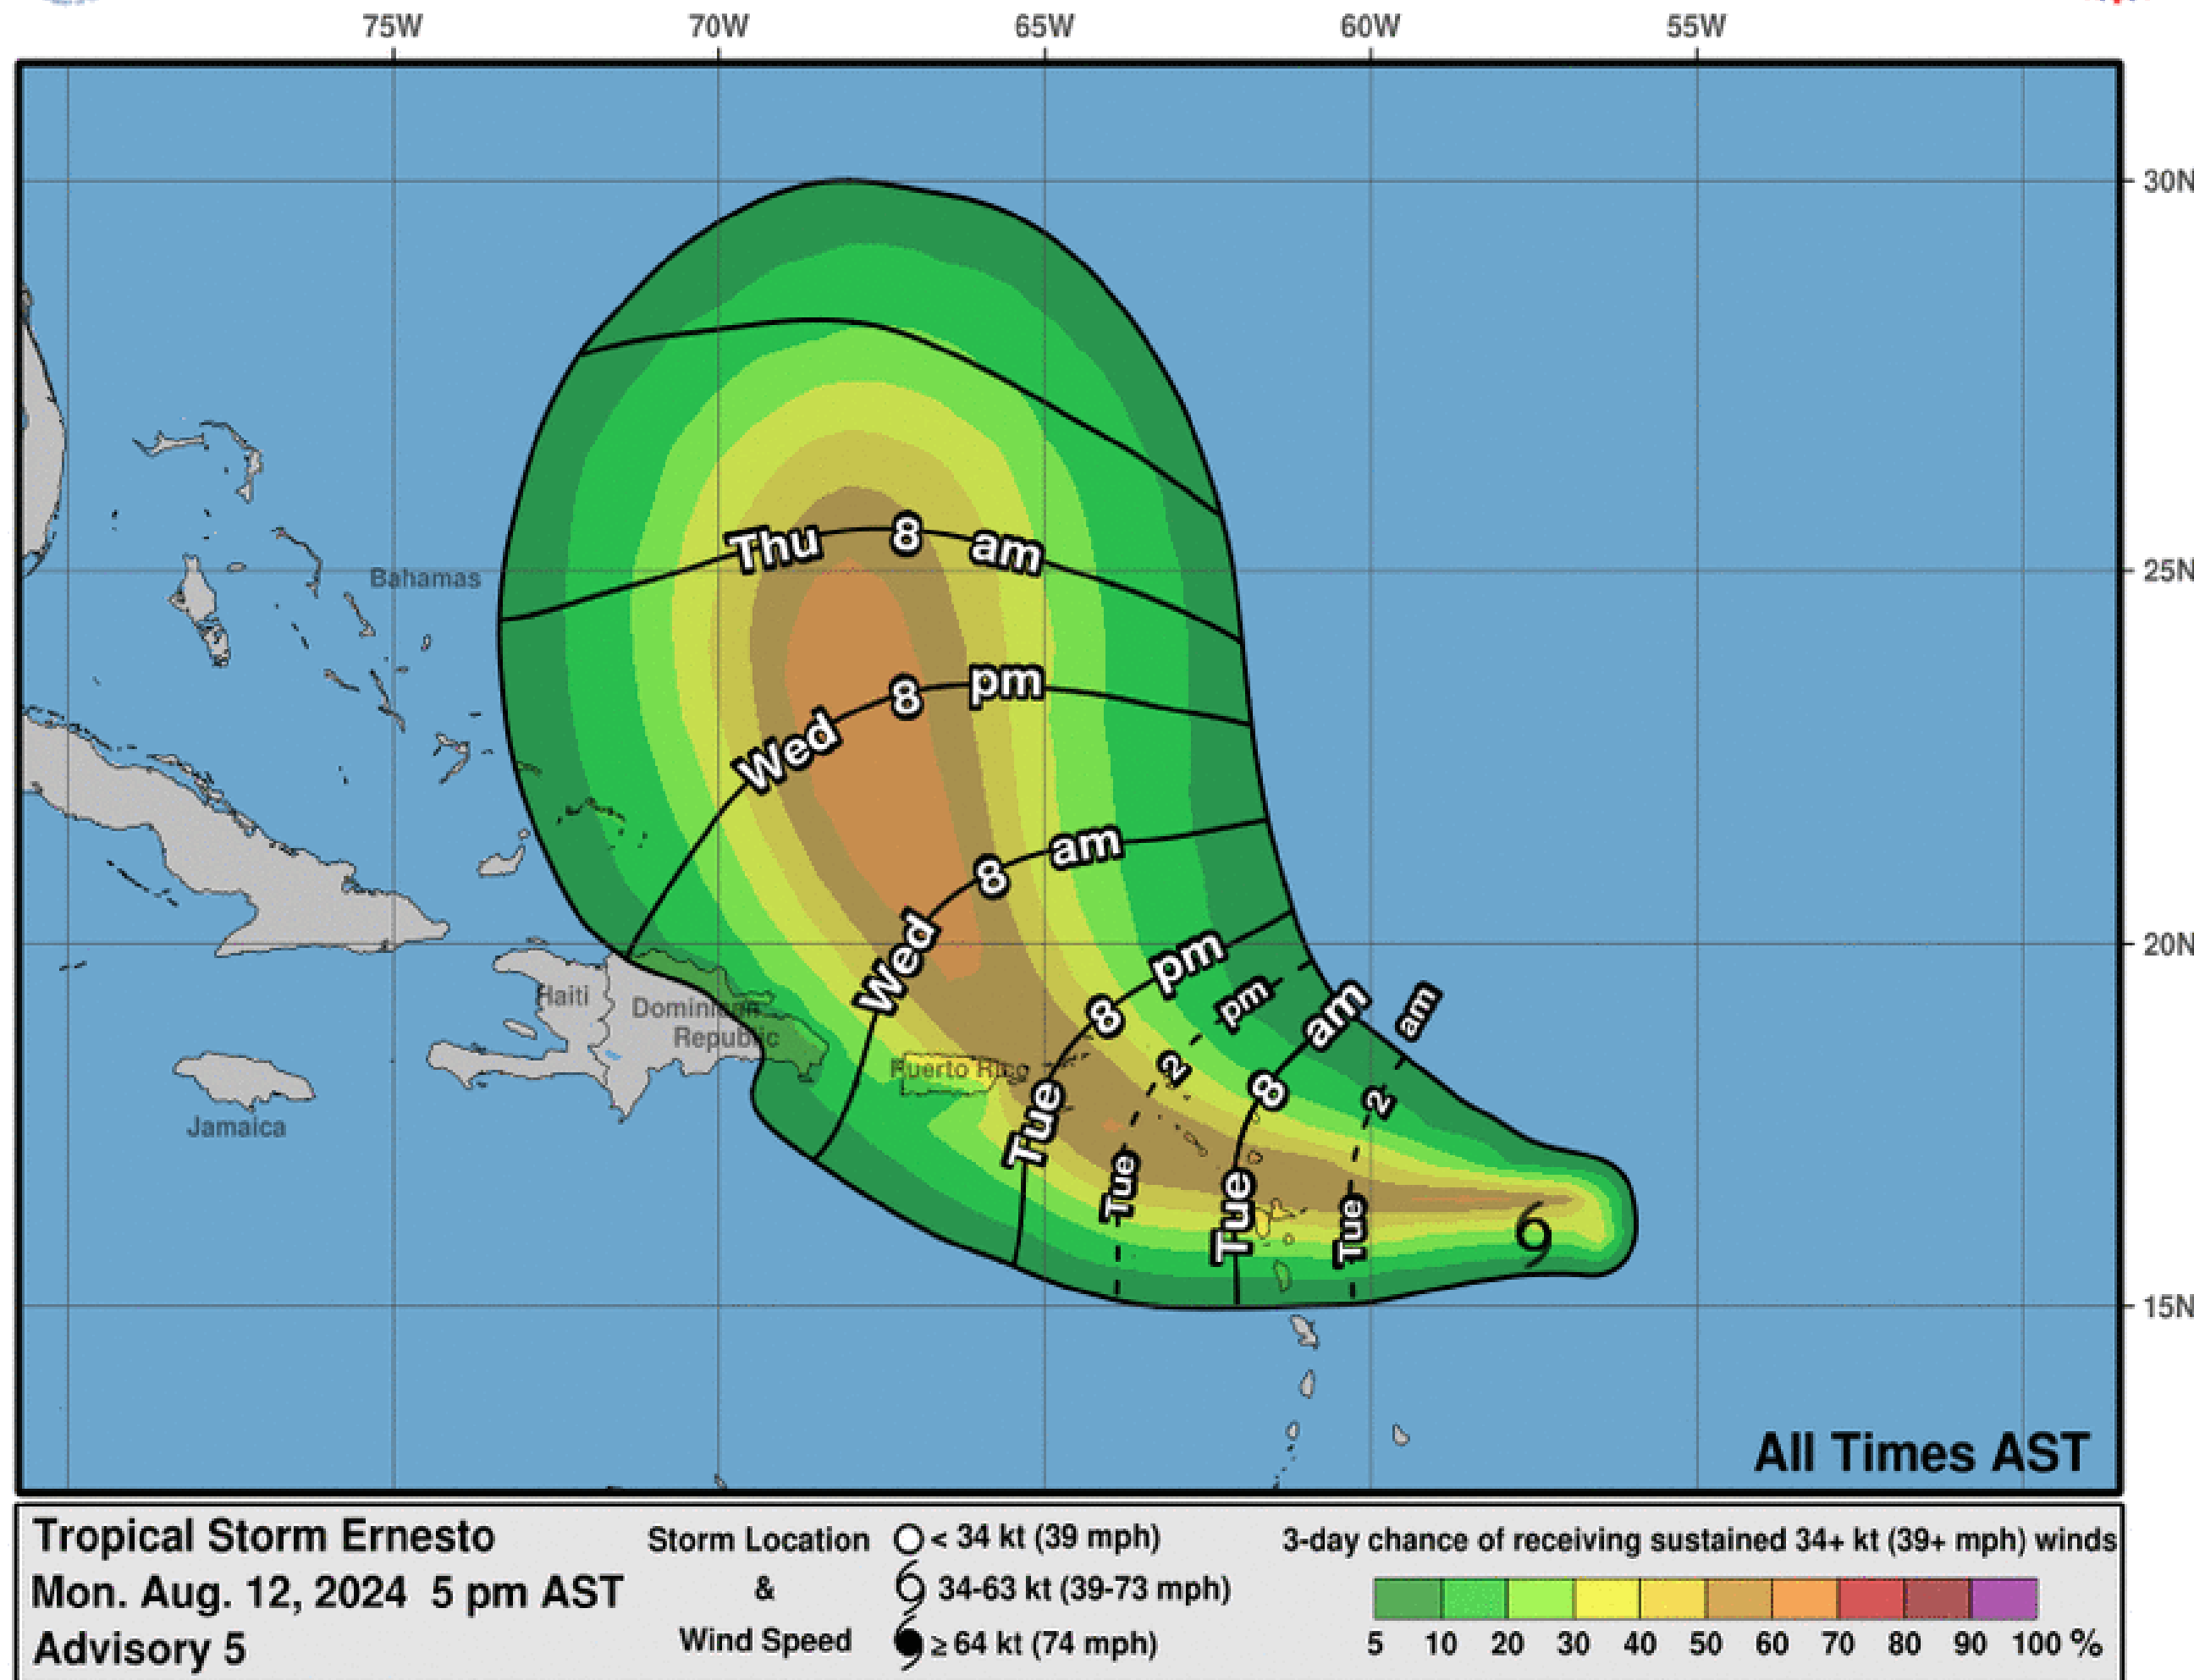 75W 70W 65W 60W 55W
30N
Thu 8 am
25N
Bahamas
Wed 8 pm
Wed 8 am
20N
Tue 8 pm
Tue 2 pm
Tue 8 am
Tue 2 am
Haiti
Dominican
Republic
Puerto Rico
Jamaica
15N
All Times AST
Tropical Storm Ernesto
Mon. Aug. 12, 2024 5 pm AST
Advisory 5
Storm Location
&
Wind Speed
< 34 kt (39 mph)
34-63 kt (39-73 mph)
≥ 64 kt (74 mph)
3-day chance of receiving sustained 34+ kt (39+ mph) winds
5 10 20 30 40 50 60 70 80 90 100 %